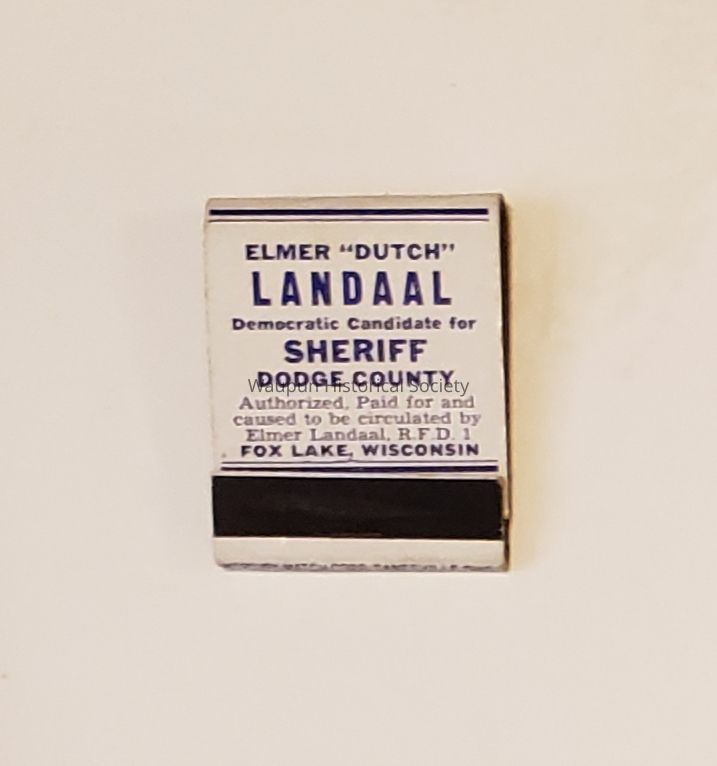 ELMER “DUTCH”
LANDAAL
Democratic Candidate for
SHERIFF
DODGE COUNTY
Waupun Historical Society
Authorized, Paid for and
caused to be circulated by
Elmer Landaal, R.F.D. 1
FOX LAKE, WISCONSIN